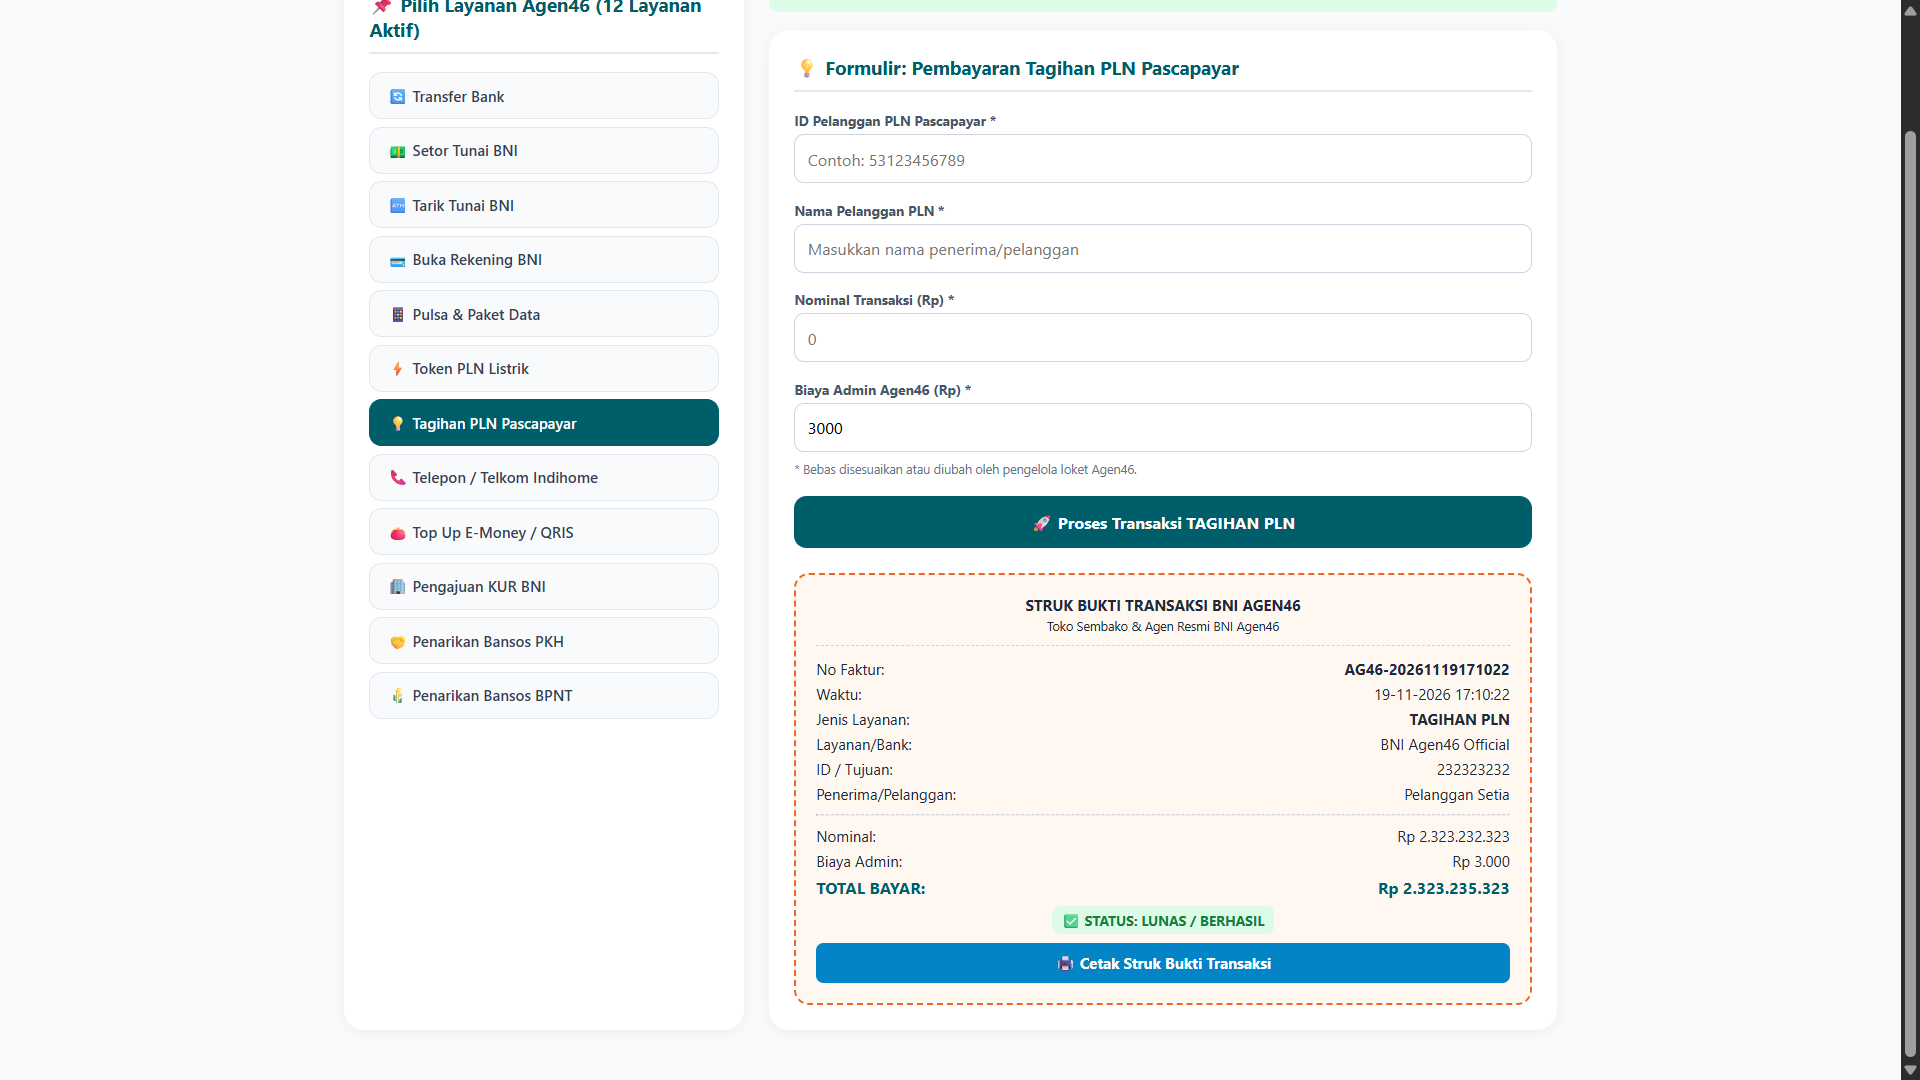 📌 Pilih Layanan Agen46 (12 Layanan
Aktif)
🔄 Transfer Bank
💵 Setor Tunai BNI
🏧 Tarik Tunai BNI
💳 Buka Rekening BNI
📱 Pulsa & Paket Data
⚡ Token PLN Listrik
💡 Tagihan PLN Pascapayar
📞 Telepon / Telkom Indihome
👛 Top Up E-Money / QRIS
🏢 Pengajuan KUR BNI
🤝 Penarikan Bansos PKH
🌾 Penarikan Bansos BPNT
💡 Formulir: Pembayaran Tagihan PLN Pascapayar
ID Pelanggan PLN Pascapayar *
Contoh: 53123456789
Nama Pelanggan PLN *
Masukkan nama penerima/pelanggan
Nominal Transaksi (Rp) *
0
Biaya Admin Agen46 (Rp) *
3000
* Bebas disesuaikan atau diubah oleh pengelola loket Agen46.
🚀 Proses Transaksi TAGIHAN PLN
STRUK BUKTI TRANSAKSI BNI AGEN46
Toko Sembako & Agen Resmi BNI Agen46
No Faktur: AG46-20261119171022
Waktu: 19-11-2026 17:10:22
Jenis Layanan: TAGIHAN PLN
Layanan/Bank: BNI Agen46 Official
ID / Tujuan: 232323232
Penerima/Pelanggan: Pelanggan Setia
Nominal: Rp 2.323.232.323
Biaya Admin: Rp 3.000
TOTAL BAYAR: Rp 2.323.235.323
✅ STATUS: LUNAS / BERHASIL
🖨️ Cetak Struk Bukti Transaksi